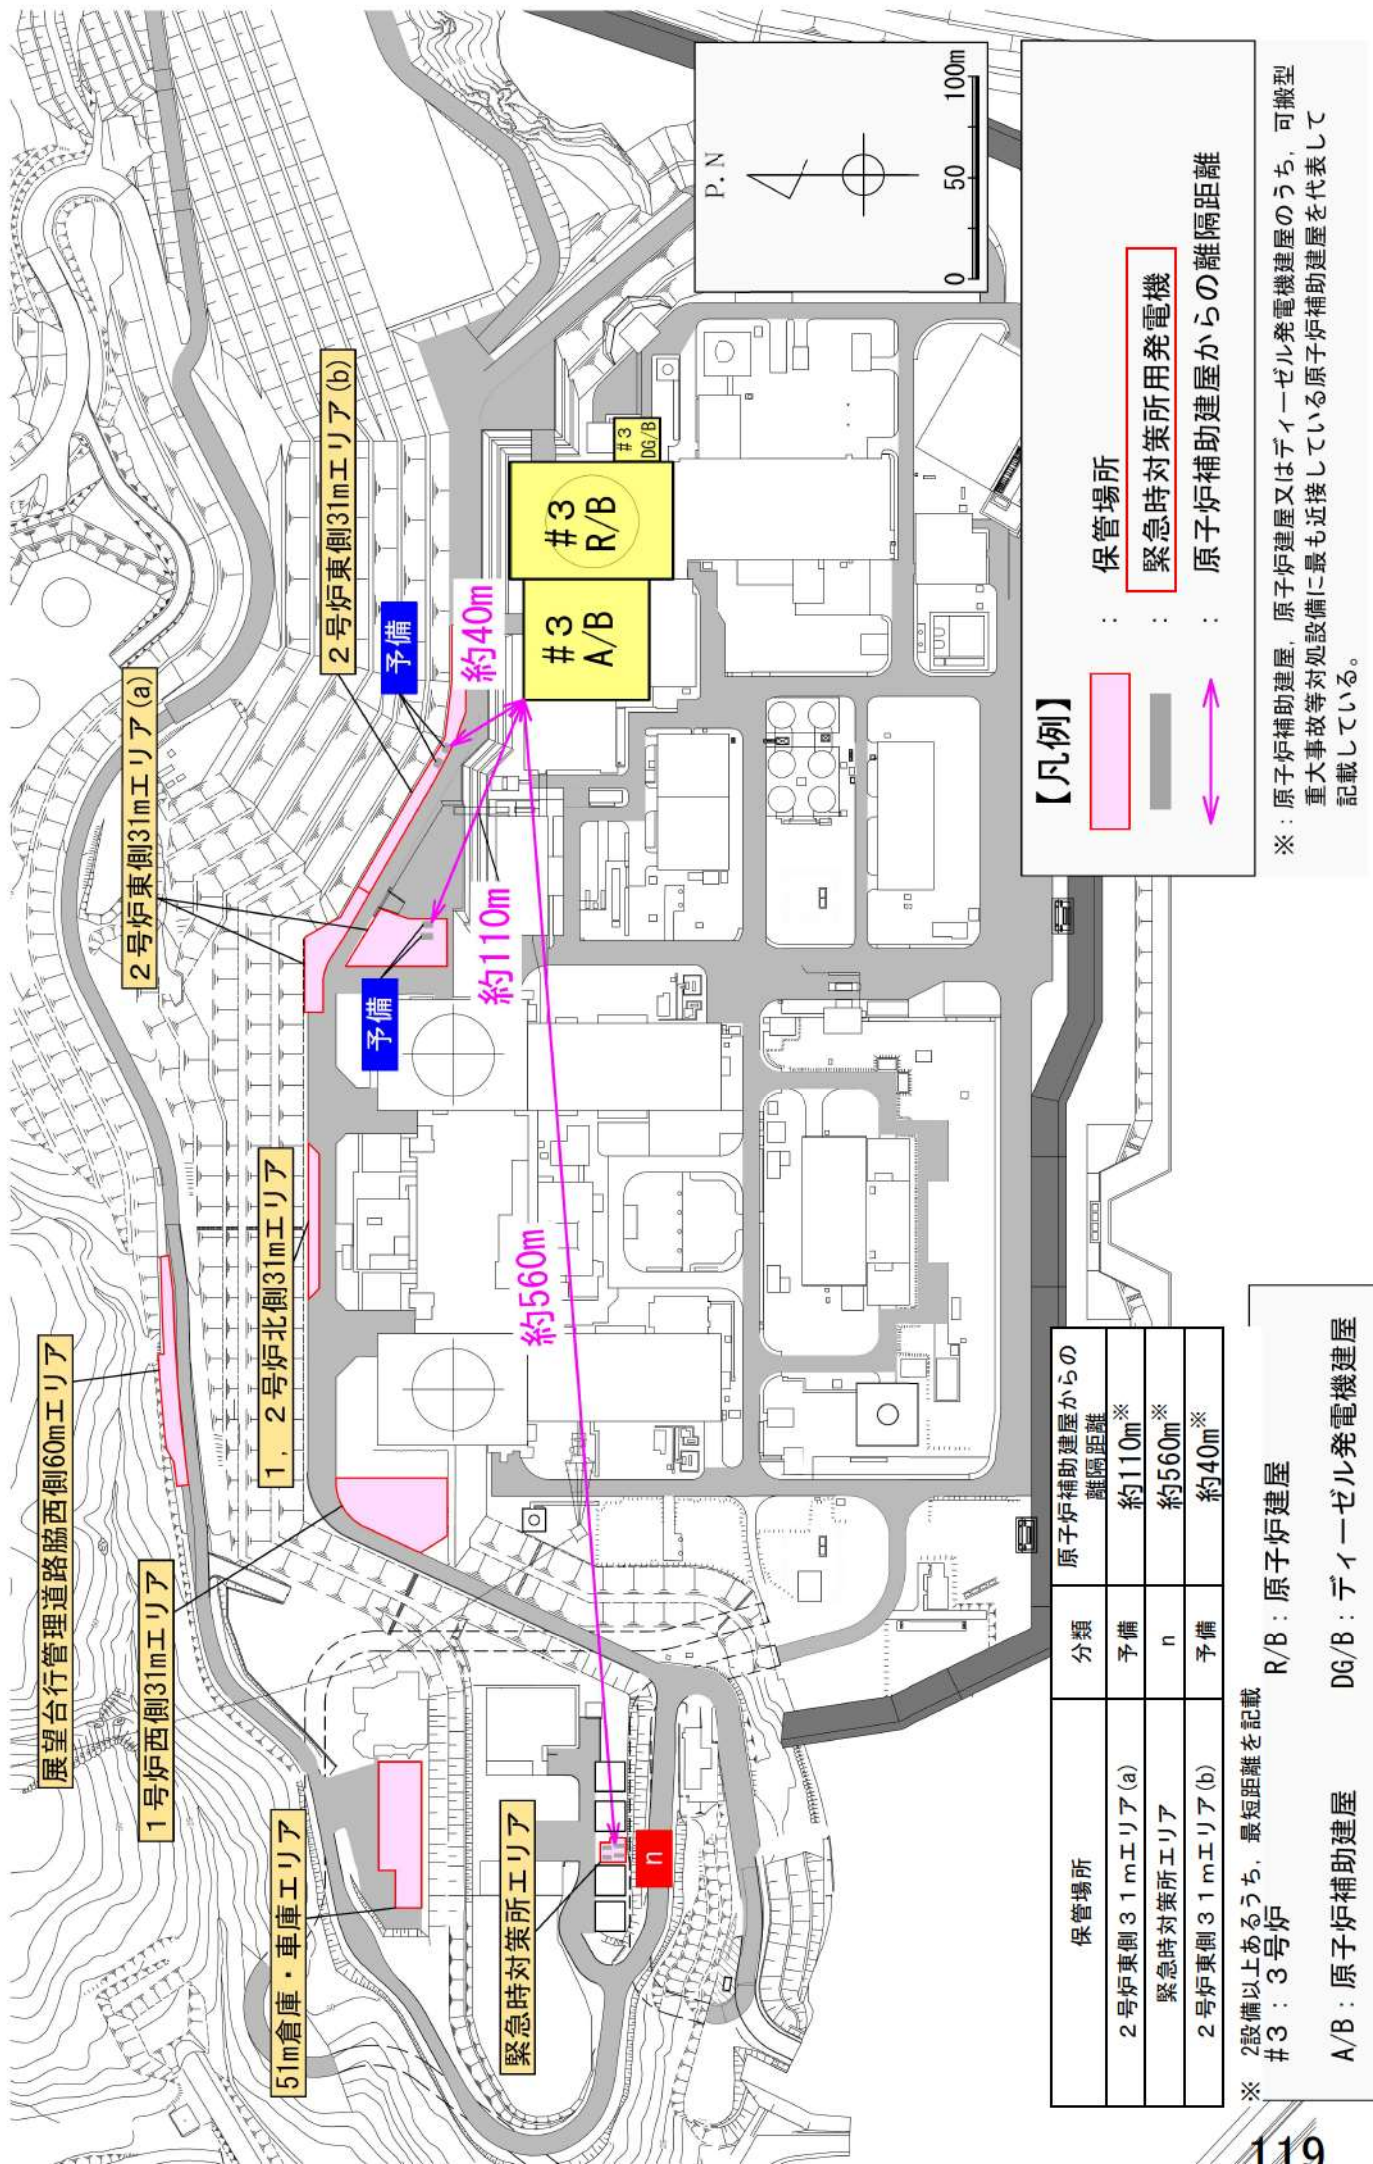 展望台行管理道路脇西側60mエリア
1号炉西側31mエリア
51m倉庫・車庫エリア
1，2号炉北側31mエリア
2号炉東側31mエリア(a)
2号炉東側31mエリア(b)
緊急時対策所エリア
予備
予備
n
約40m
約110m
約560m
#3
R/B
#3
A/B
#3
DG/B
P.N
0 50 100m
【凡例】
： 保管場所
： 緊急時対策所用発電機
： 原子炉補助建屋からの離隔距離
※：原子炉補助建屋，原子炉建屋又はディーゼル発電機建屋のうち，可搬型
重大事故等対処設備に最も近接している原子炉補助建屋を代表して
記載している。
保管場所 分類 原子炉補助建屋からの
離隔距離
2号炉東側31mエリア(a) 予備 約110m※
緊急時対策所エリア n 約560m※
2号炉東側31mエリア(b) 予備 約40m※
※ 2設備以上あるうち，最短距離を記載
#3：3号炉 R/B：原子炉建屋
A/B：原子炉補助建屋 DG/B：ディーゼル発電機建屋
119